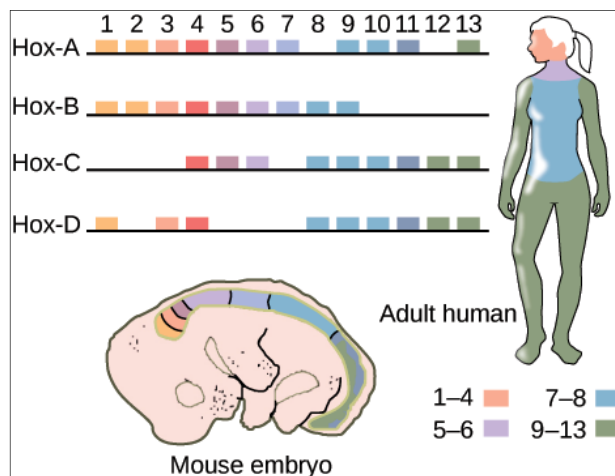 1 2 3 4 5 6 7 8 9 10 11 12 13
Hox-A
Hox-B
Hox-C
Hox-D
Adult human
1–4 7–8
5–6 9–13
Mouse embryo